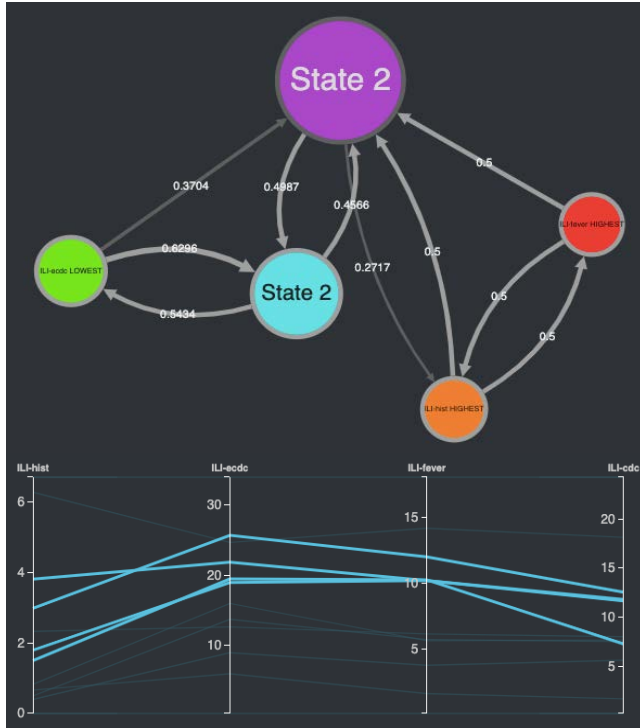 State 2
0.3704
0.4987
0.4566
0.5
ILI-fever HIGHEST
0.6296
0.2717
0.5
ILI-ecdc LOWEST
State 2
0.5434
0.5
0.5
ILI-hist HIGHEST
ILI-hist
ILI-ecdc
ILI-fever
ILI-cdc
6
4
2
0
30
20
10
15
10
5
20
15
10
5